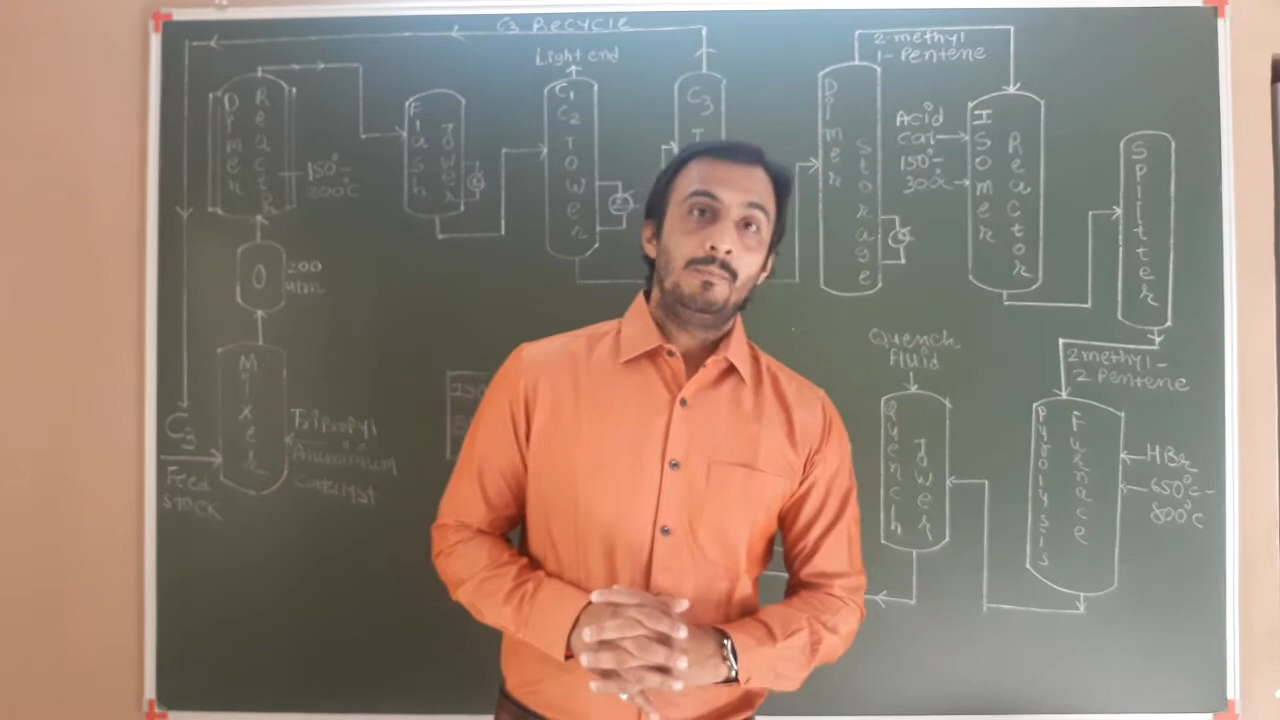 C3 Recycle
Dimer
Reactor
150°-
200°C
200
atm
Mixed
C3
Feed
stock
Tripropyl
Aluminium
Catalyst
Flash
Tower
Light end
C1
C2
Tower
C3
T
Dimer
Storage
2-methyl
1-Pentene
Acid
cat
150°-
300°c
Isomer
Reactor
Splitter
2methyl-
2 Pentene
Pyrolysis
Furnace
HBr
650°c-
800°c
Quench
fluid
Quench
Tower